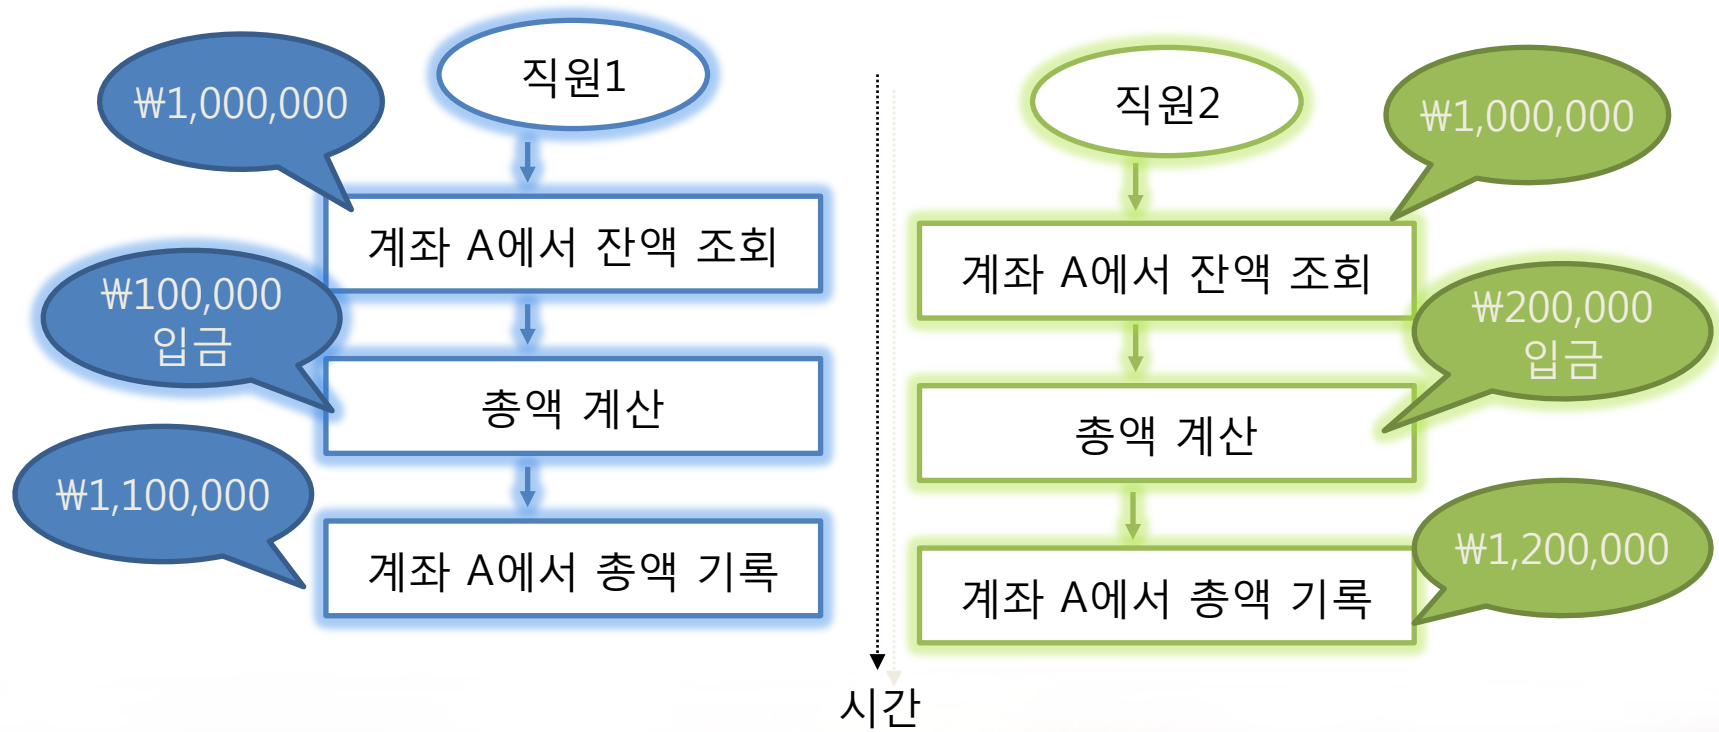 직원1
₩1,000,000
계좌 A에서 잔액 조회
₩100,000
입금
총액 계산
₩1,100,000
계좌 A에서 총액 기록
직원2
₩1,000,000
계좌 A에서 잔액 조회
₩200,000
입금
총액 계산
₩1,200,000
계좌 A에서 총액 기록
시간